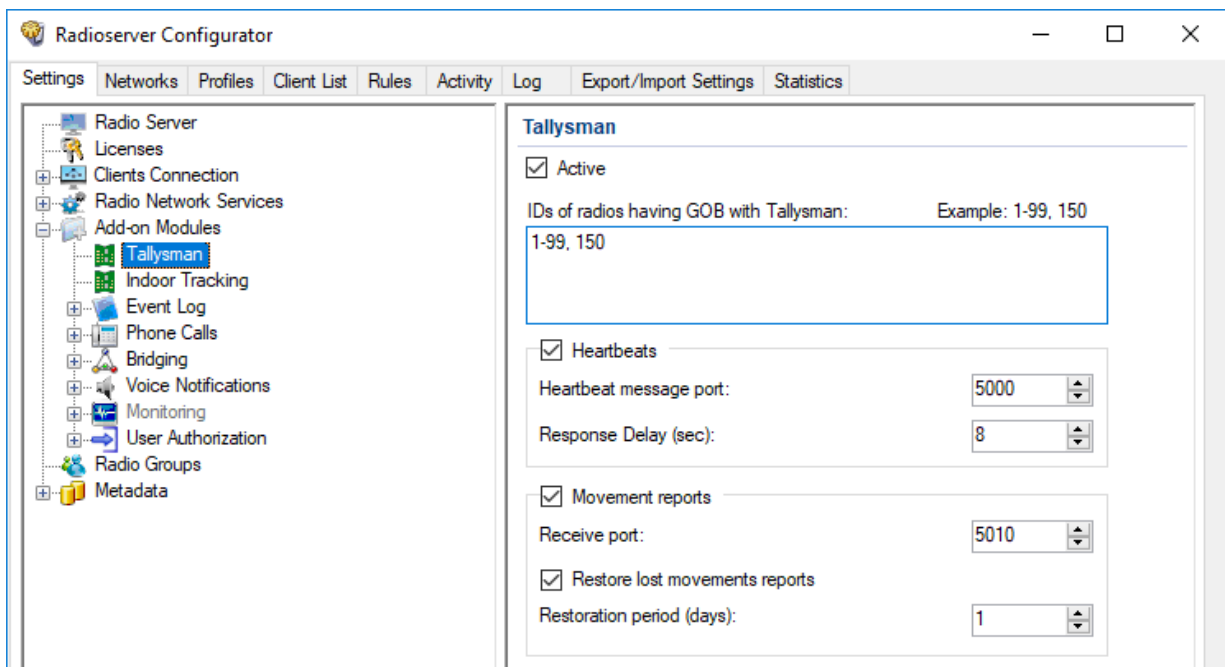 Radioserver Configurator
Settings Networks Profiles Client List Rules Activity Log Export/Import Settings Statistics
Radio Server
Licenses
Clients Connection
Radio Network Services
Add-on Modules
Tallysman
Indoor Tracking
Event Log
Phone Calls
Bridging
Voice Notifications
Monitoring
User Authorization
Radio Groups
Metadata
Tallysman
Active
IDs of radios having GOB with Tallysman: Example: 1-99, 150
1-99, 150
Heartbeats
Heartbeat message port: 5000
Response Delay (sec): 8
Movement reports
Receive port: 5010
Restore lost movements reports
Restoration period (days): 1